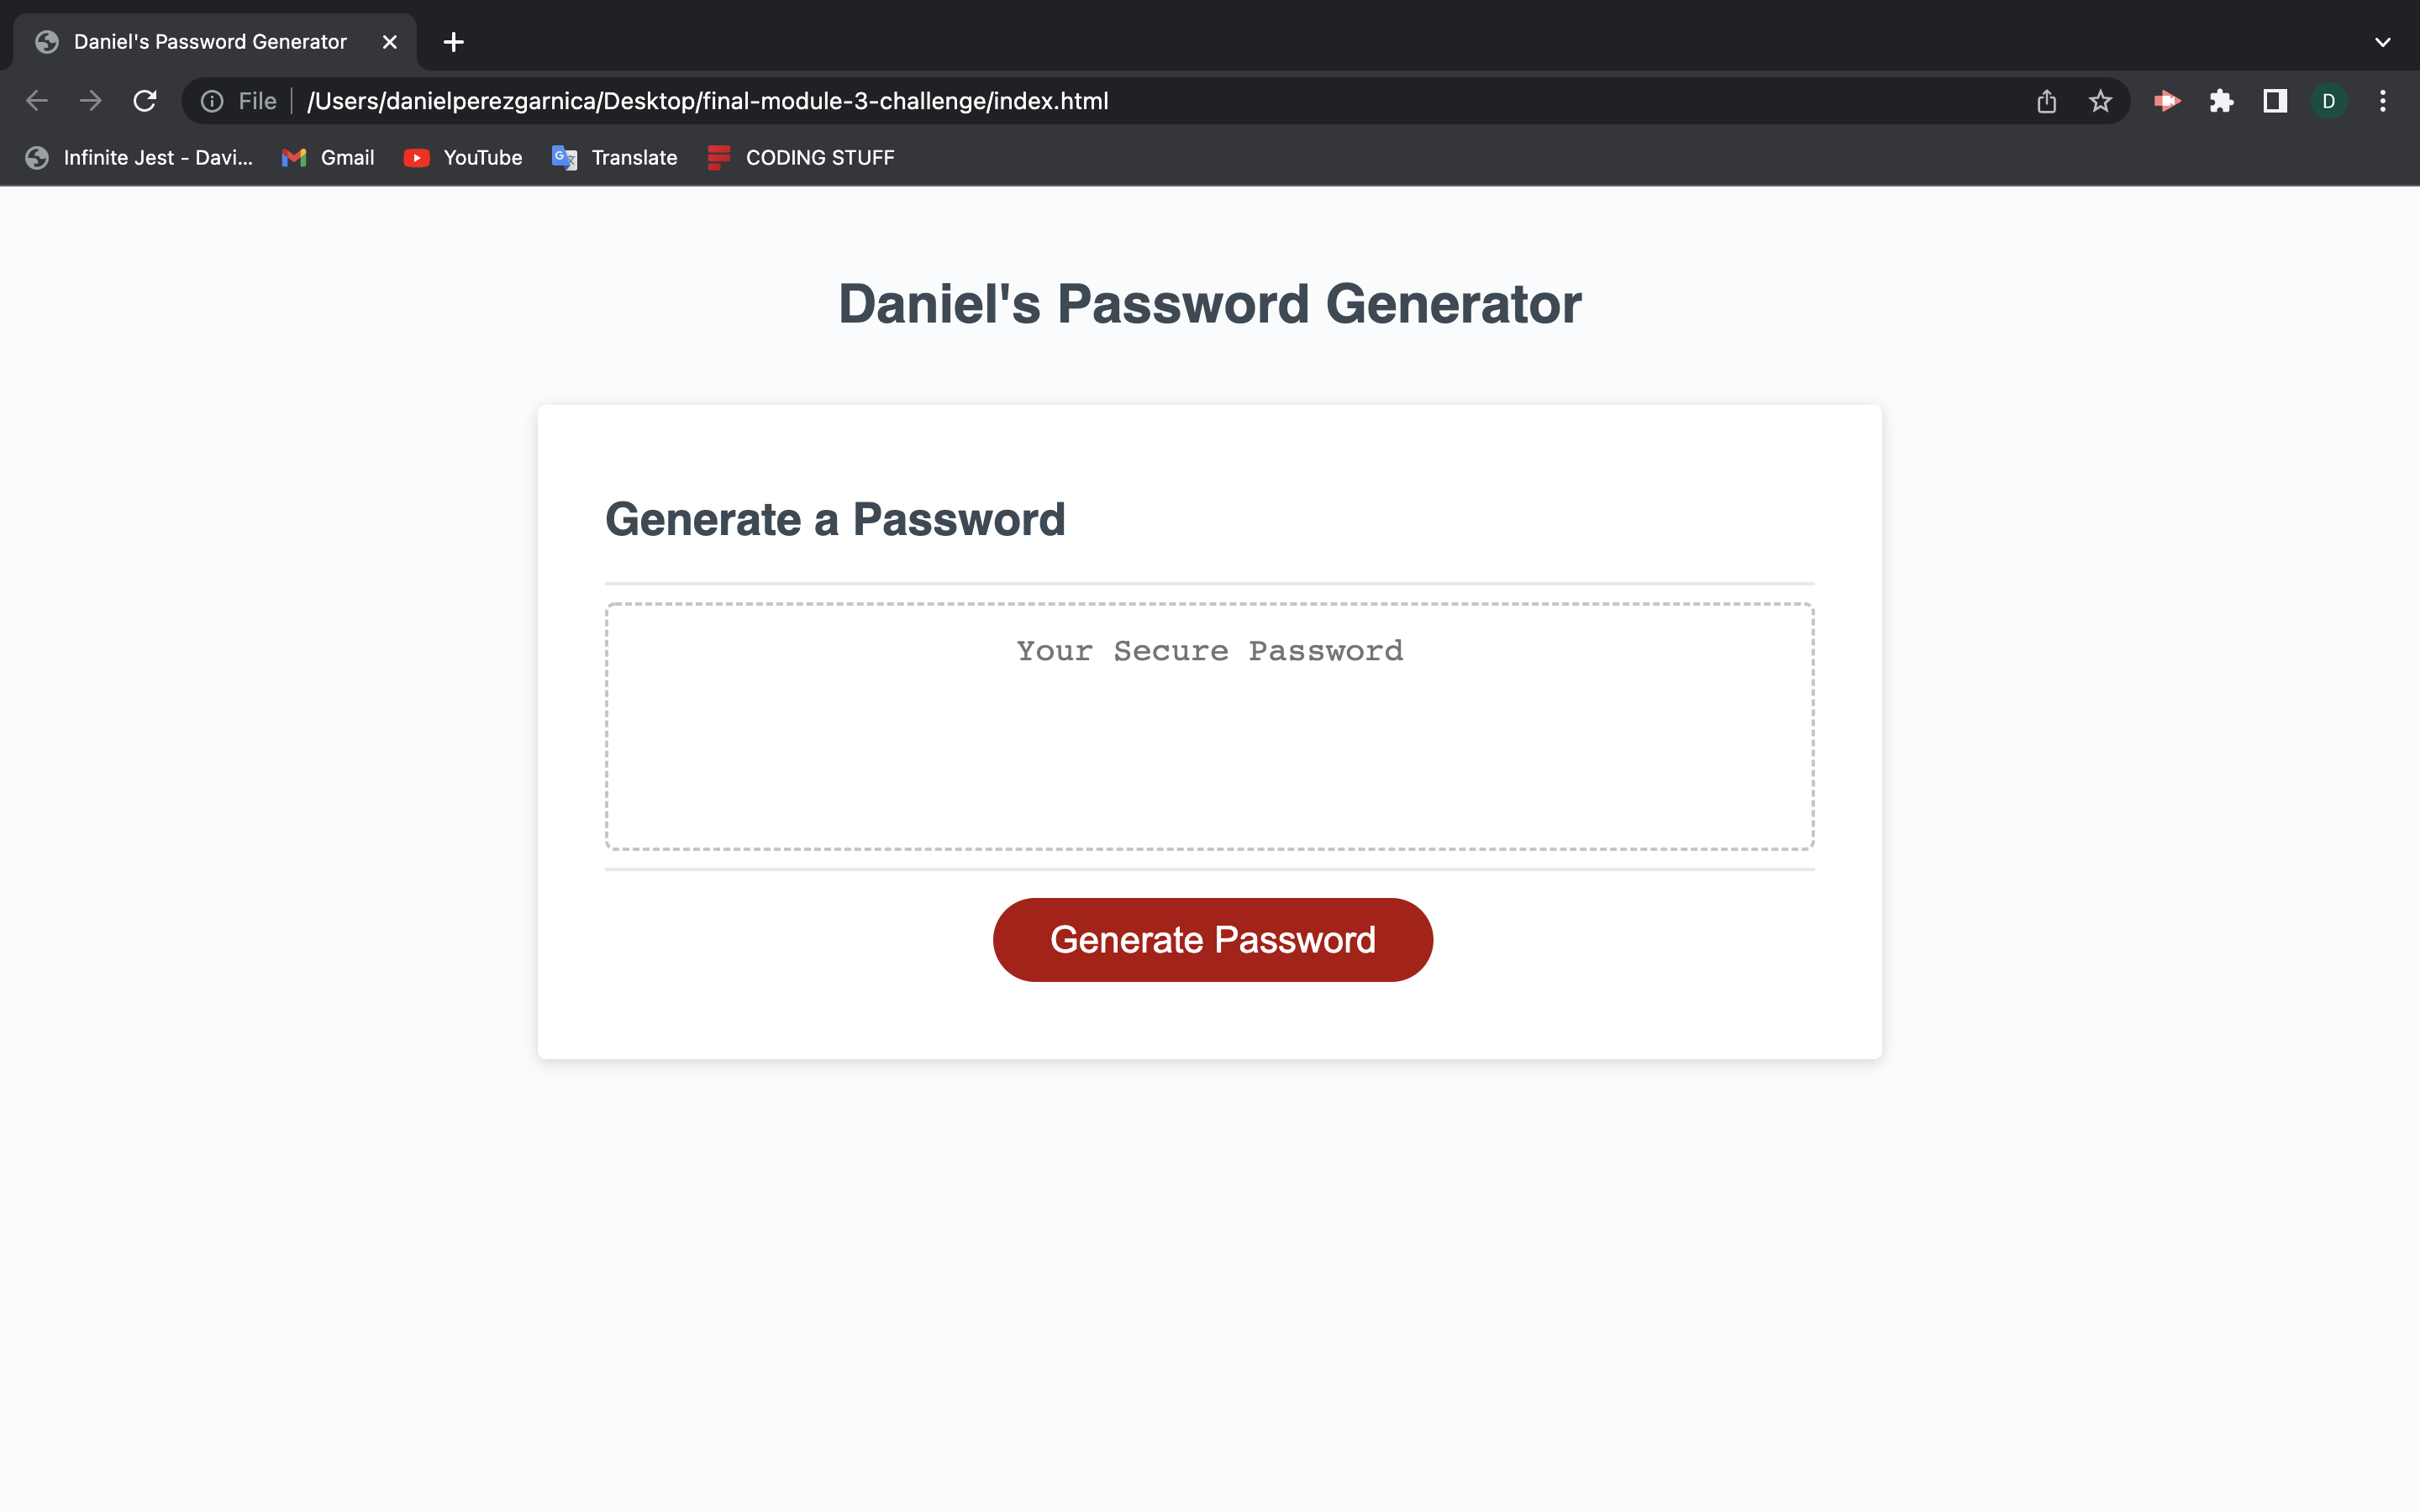 Daniel's Password Generator
File /Users/danielperezgarnica/Desktop/final-module-3-challenge/index.html
D
Infinite Jest - Davi... Gmail YouTube Translate CODING STUFF
Daniel's Password Generator
Generate a Password
Your Secure Password
Generate Password